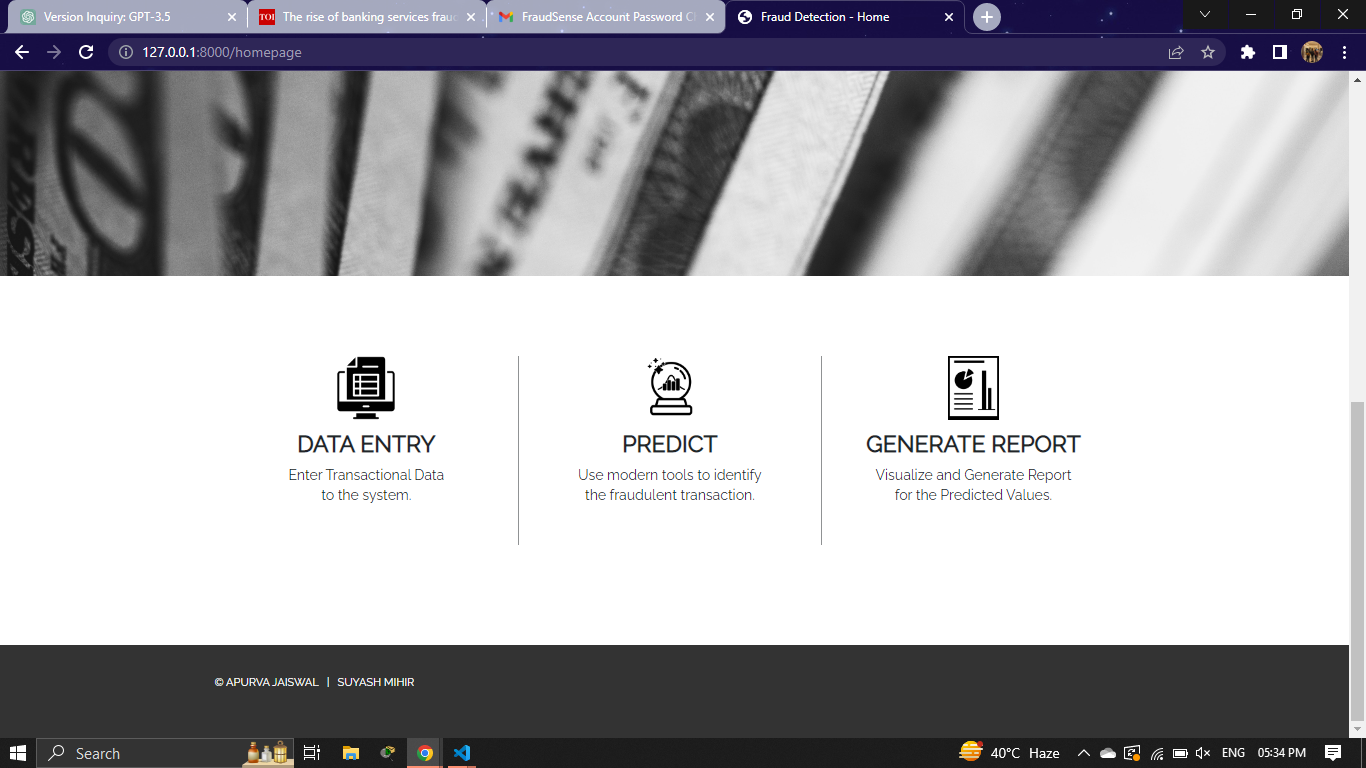 Version Inquiry: GPT-3.5
TOI
The rise of banking services frauc
FraudSense Account Password C
Fraud Detection - Home
127.0.0.1:8000/homepage
DATA ENTRY
Enter Transactional Data
to the system.
PREDICT
Use modern tools to identify
the fraudulent transaction.
GENERATE REPORT
Visualize and Generate Report
for the Predicted Values.
© APURVA JAISWAL | SUYASH MIHIR
Search
40°C Haze
ENG
05:34 PM